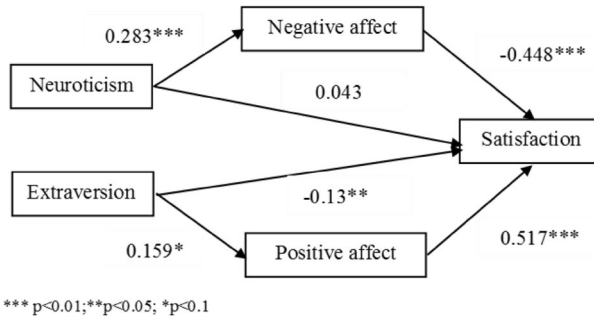 Negative affect
0.283***
-0.448***
Neuroticism
0.043
Satisfaction
Extraversion
-0.13**
0.159*
Positive affect
0.517***
*** p<0.01;**p<0.05; *p<0.1